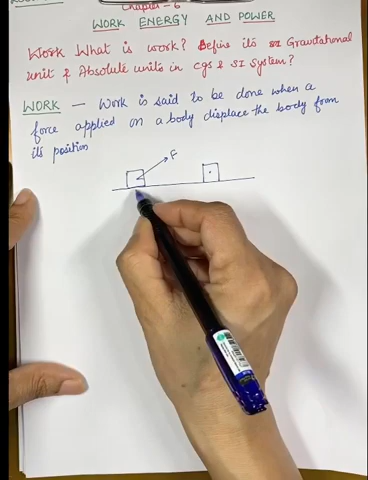 Chapter - 6
WORK ENERGY AND POWER
Work What is work? Define its SI Gravitational
unit & Absolute units in cgs & SI System?
WORK — Work is said to be done when a
force applied on a body displace the body from
its position
F